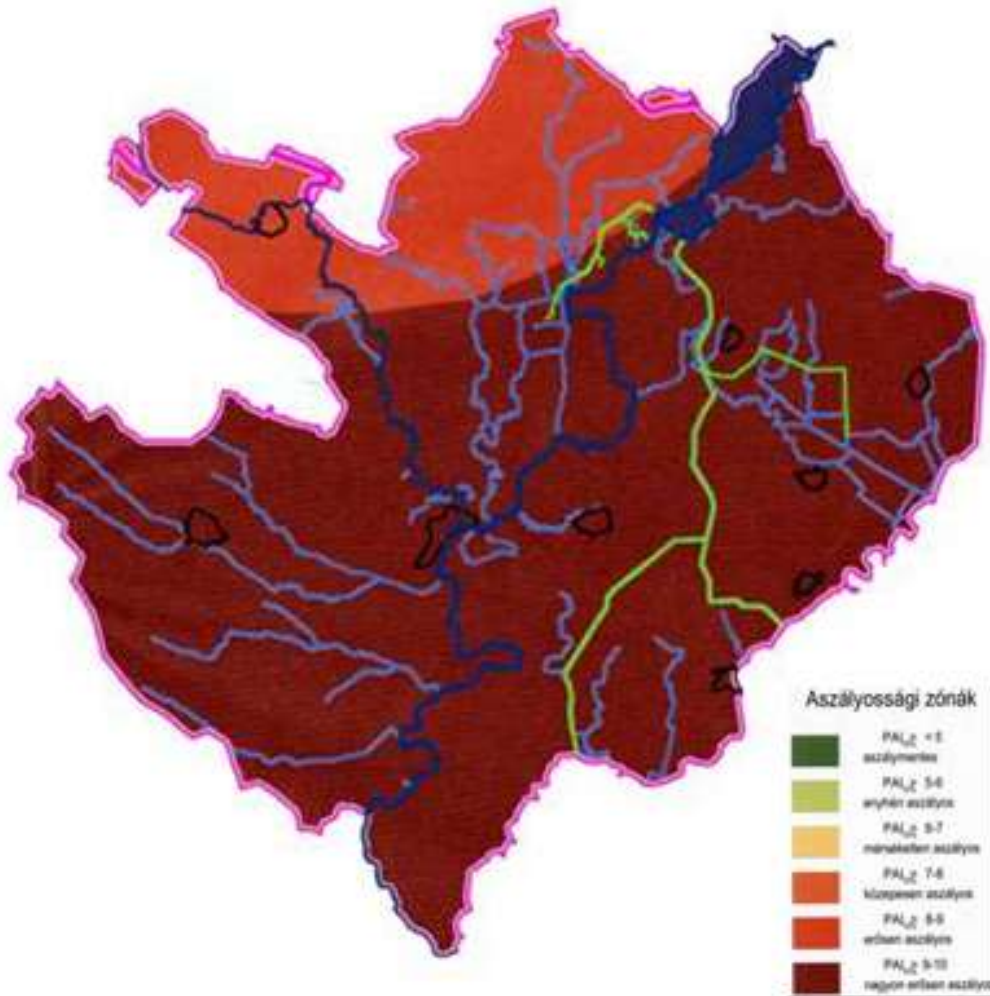 Aszályossági zónák
PAI < 5
aszálymentes
PAI 5-6
enyhén aszályos
PAI 6-7
mérsékelten aszályos
PAI 7-8
közepesen aszályos
PAI 8-9
erősen aszályos
PAI 9-10
nagyon erősen aszályos